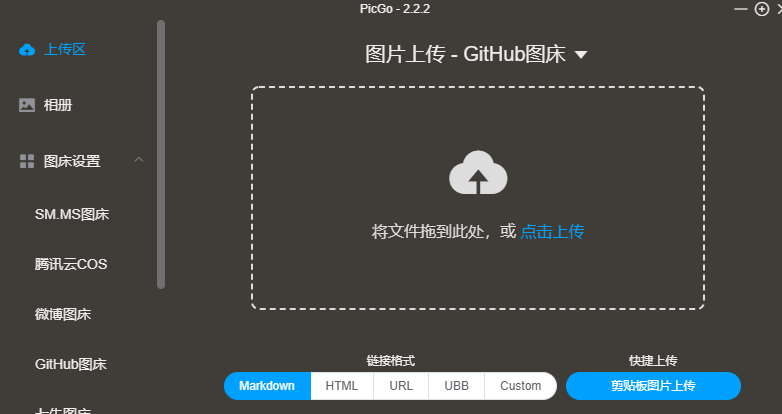 PicGo - 2.2.2
上传区
相册
图床设置
SM.MS图床
腾讯云COS
微博图床
GitHub图床
七牛图床
图片上传 - GitHub图床
将文件拖到此处，或 点击上传
链接格式
Markdown HTML URL UBB Custom
快捷上传
剪贴板图片上传